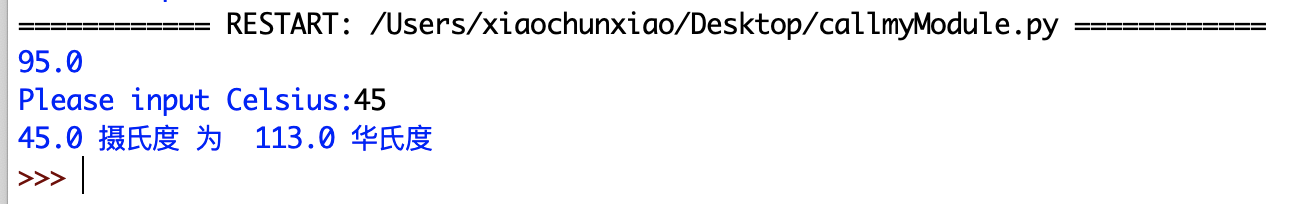 ============ RESTART: /Users/xiaochunxiao/Desktop/callmyModule.py ============
95.0
Please input Celsius:45
45.0 摄氏度 为  113.0 华氏度
>>>